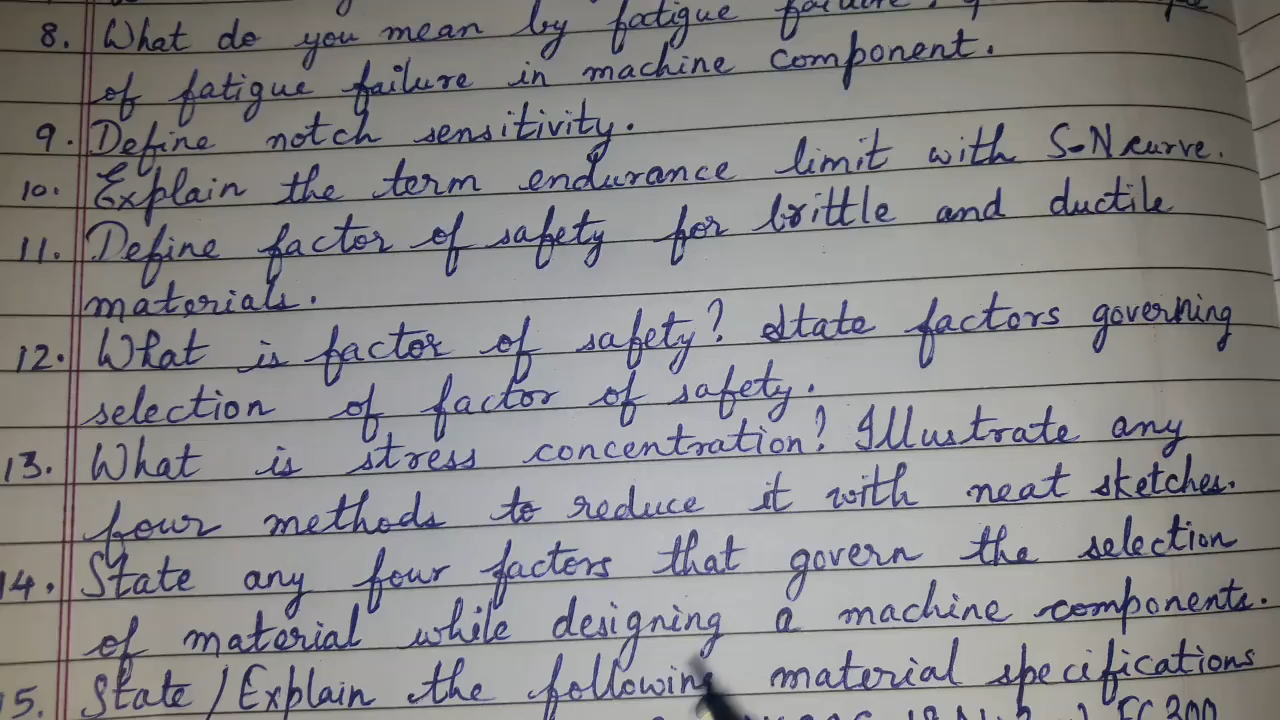 8. What do you mean by fatigue failure
of fatigue failure in machine component.
9. Define notch sensitivity.
10. Explain the term endurance limit with S-N curve.
11. Define factor of safety for brittle and ductile
materials.
12. What is factor of safety? State factors governing
selection of factor of safety.
13. What is stress concentration? Illustrate any
four methods to reduce it with neat sketches.
14. State any four factors that govern the selection
of material while designing a machine components.
15. State / Explain the following material specifications
FG 300